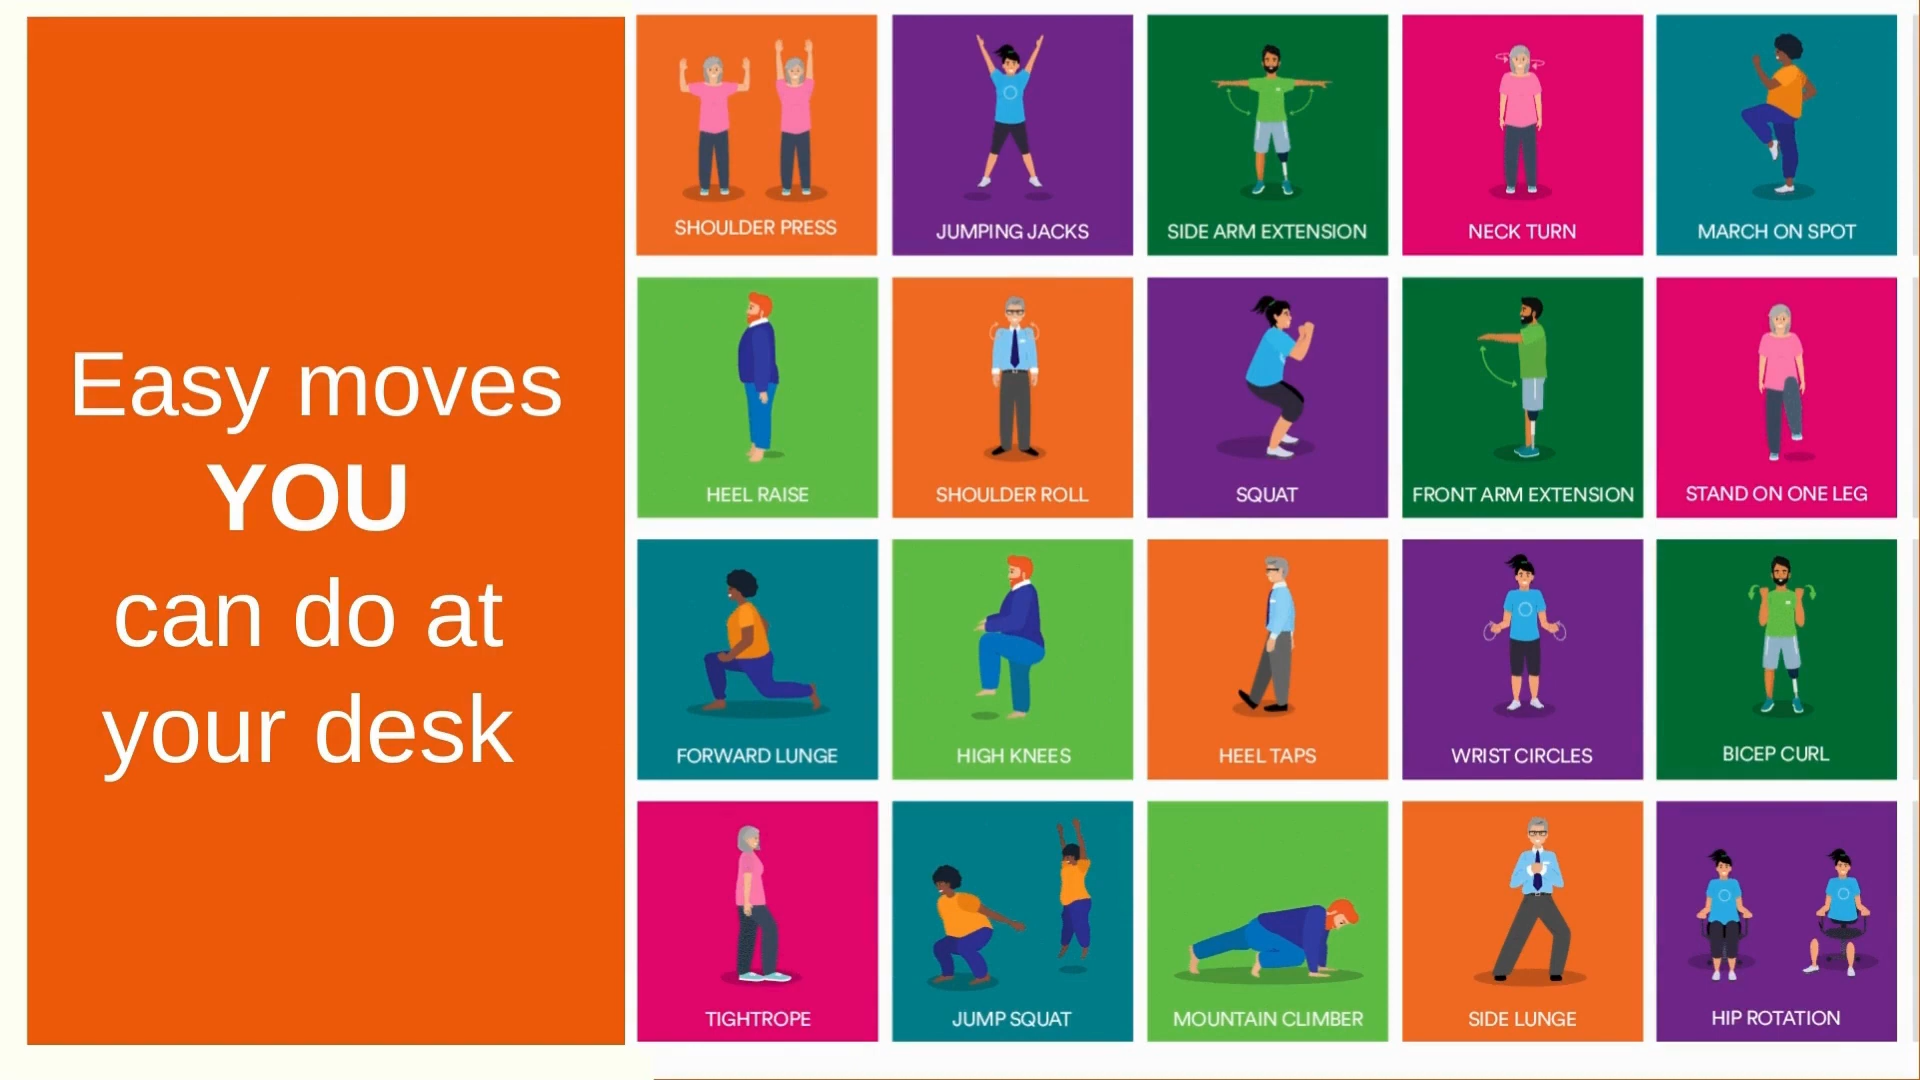 Easy moves
YOU
can do at
your desk
SHOULDER PRESS
JUMPING JACKS
SIDE ARM EXTENSION
NECK TURN
MARCH ON SPOT
HEEL RAISE
SHOULDER ROLL
SQUAT
FRONT ARM EXTENSION
STAND ON ONE LEG
FORWARD LUNGE
HIGH KNEES
HEEL TAPS
WRIST CIRCLES
BICEP CURL
TIGHTROPE
JUMP SQUAT
MOUNTAIN CLIMBER
SIDE LUNGE
HIP ROTATION